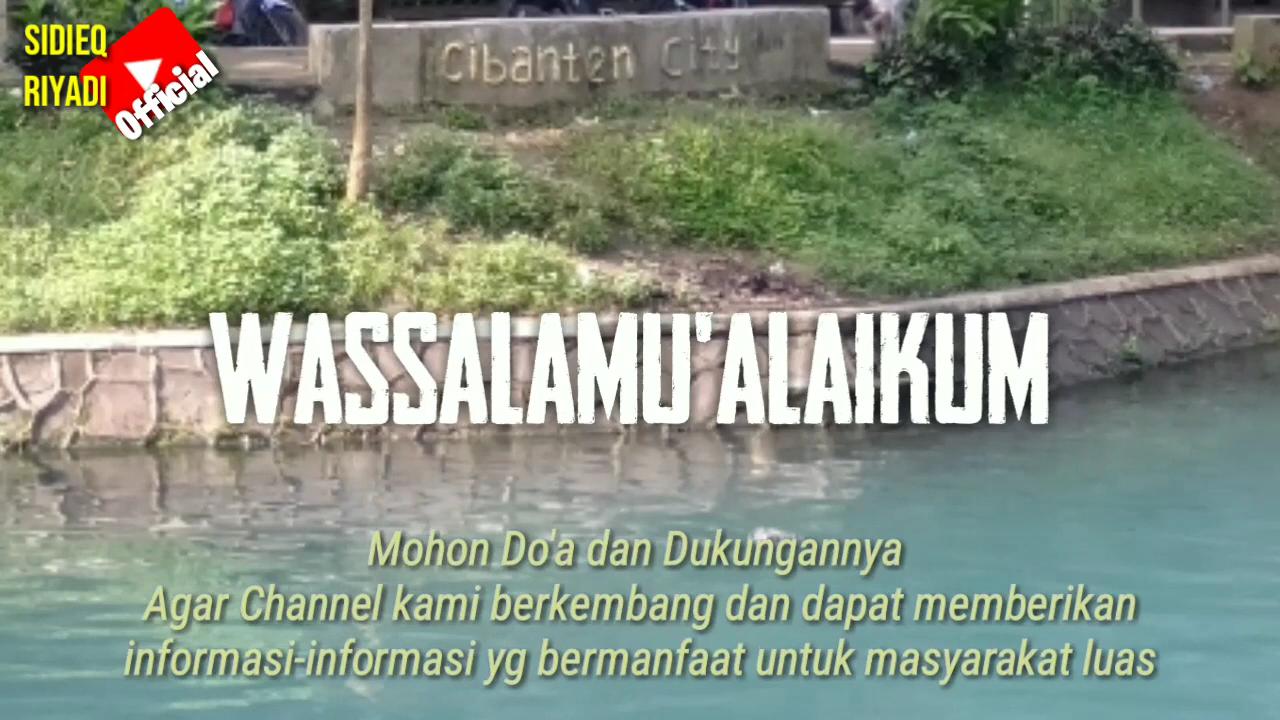 SIDIEQ
RIYADI
Official
Cibanten City
WASSALAMU'ALAIKUM
Mohon Do'a dan Dukungannya
Agar Channel kami berkembang dan dapat memberikan
informasi-informasi yg bermanfaat untuk masyarakat luas